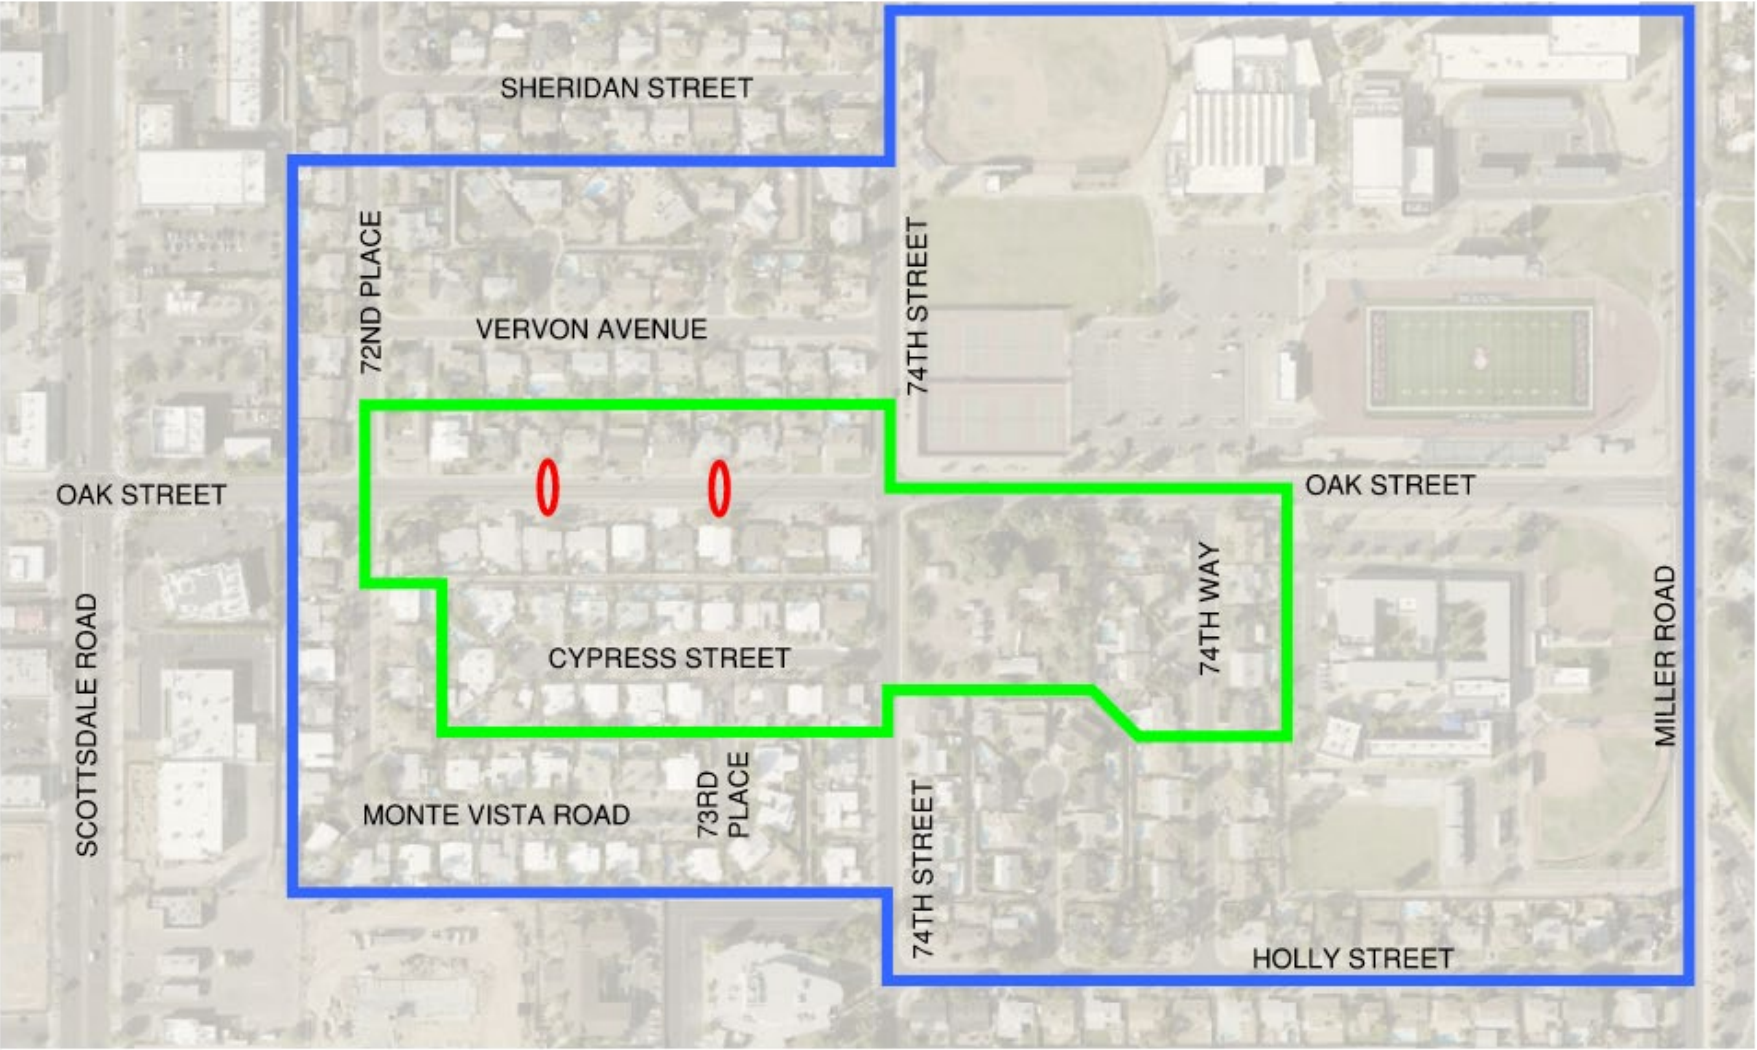 SHERIDAN STREET
72ND PLACE
74TH STREET
VERVON AVENUE
OAK STREET
OAK STREET
74TH WAY
SCOTTSDALE ROAD
MILLER ROAD
CYPRESS STREET
73RD
PLACE
MONTE VISTA ROAD
74TH STREET
HOLLY STREET